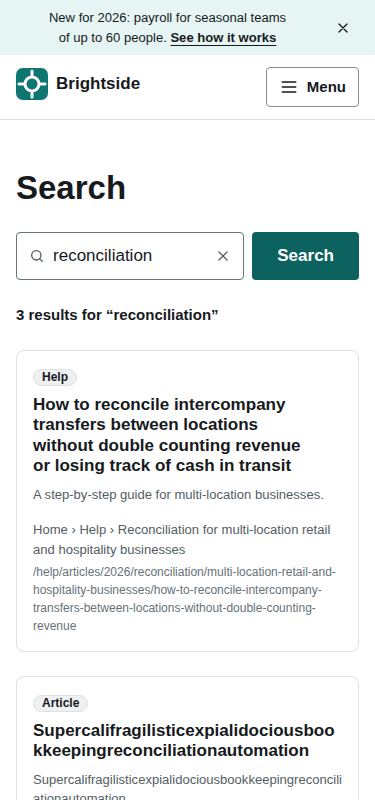 New for 2026: payroll for seasonal teams
of up to 60 people. See how it works
Brightside
Menu
Search
reconciliation
Search
3 results for “reconciliation”
Help
How to reconcile intercompany
transfers between locations
without double counting revenue
or losing track of cash in transit
A step-by-step guide for multi-location businesses.
Home › Help › Reconciliation for multi-location retail
and hospitality businesses
/help/articles/2026/reconciliation/multi-location-retail-and-
hospitality-businesses/how-to-reconcile-intercompany-
transfers-between-locations-without-double-counting-
revenue
Article
Supercalifragilisticexpialidociousboo
kkeepingreconciliationautomation
Supercalifragilisticexpialidociousbookkeepingreconcili
ationautomation